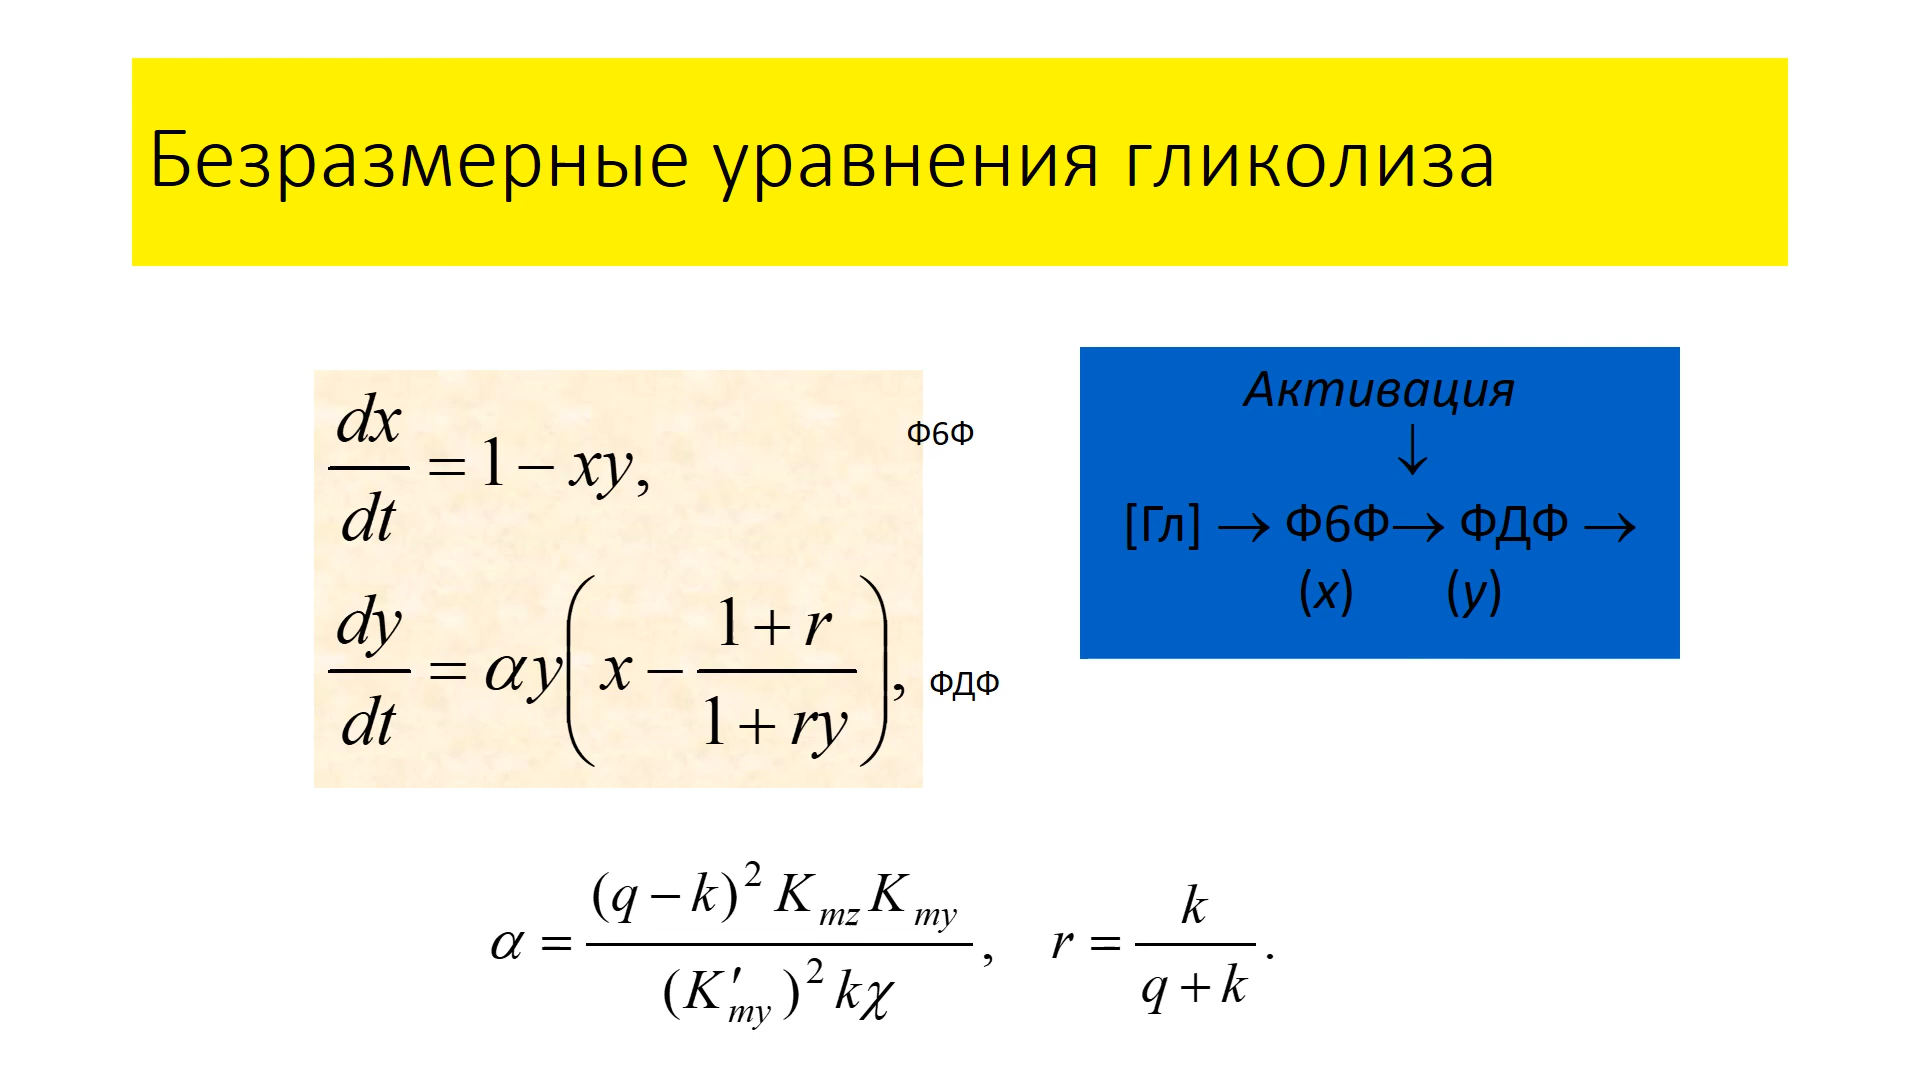 Безразмерные уравнения гликолиза
dx/dt = 1 − xy,
Ф6Ф
dy/dt = αy(x − (1 + r)/(1 + ry)),
ФДФ
Активация
↓
[Гл] → Ф6Ф→ ФДФ →
(x) (y)
α = (q − k)² K_mz K_my / (K′_my)² kχ, r = k/(q + k).